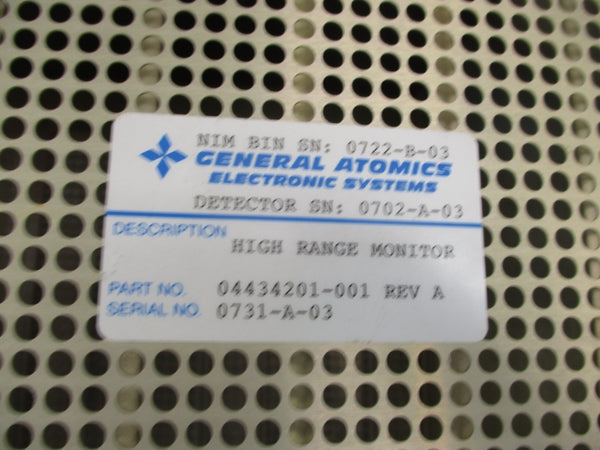 NIM BIN SN: 0722-B-03
GENERAL ATOMICS
ELECTRONIC SYSTEMS
DETECTOR SN: 0702-A-03
DESCRIPTION
HIGH RANGE MONITOR
PART NO. 04434201-001 REV A
SERIAL NO. 0731-A-03